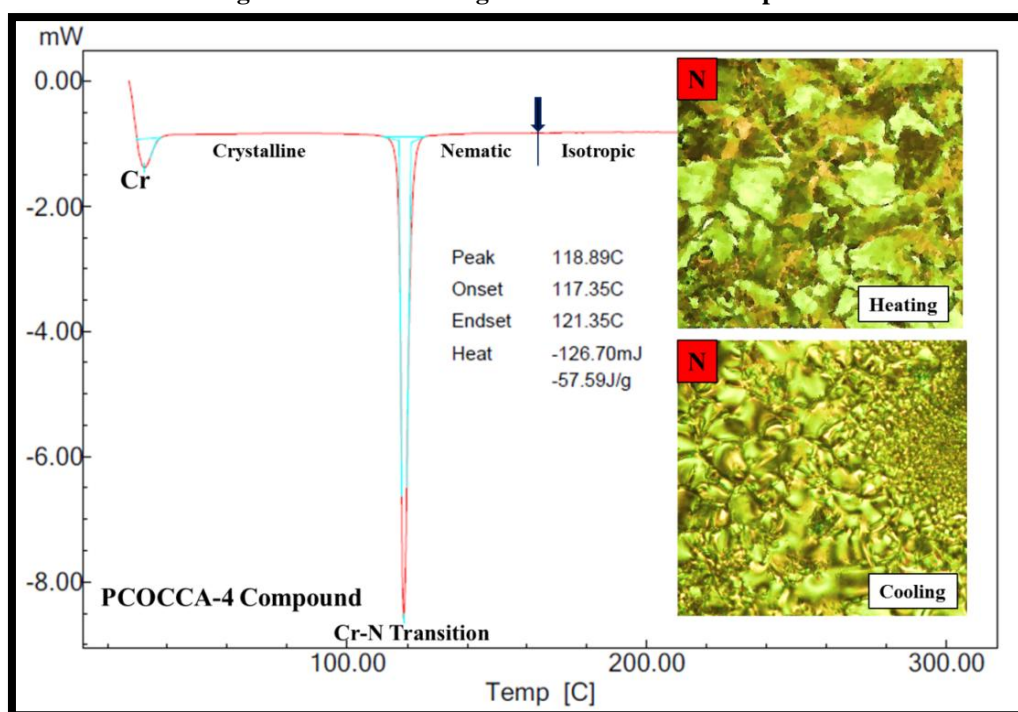 mW
0.00
-2.00
-4.00
-6.00
-8.00
Crystalline
Nematic
Isotropic
Cr
Peak 118.89C
Onset 117.35C
Endset 121.35C
Heat -126.70mJ
-57.59J/g
N
Heating
N
Cooling
PCOCCA-4 Compound
Cr-N Transition
100.00 200.00 300.00
Temp [C]